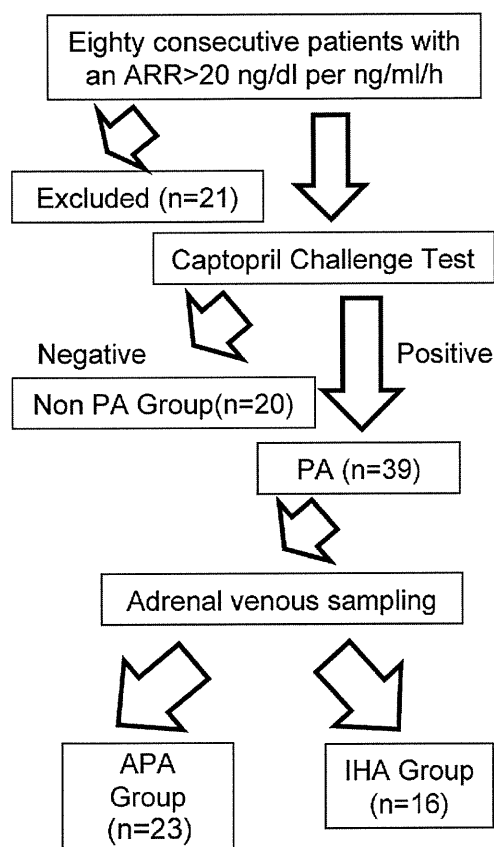 Eighty consecutive patients with
an ARR>20 ng/dl per ng/ml/h
Excluded (n=21)
Captopril Challenge Test
Negative
Positive
Non PA Group(n=20)
PA (n=39)
Adrenal venous sampling
APA
Group
(n=23)
IHA Group
(n=16)